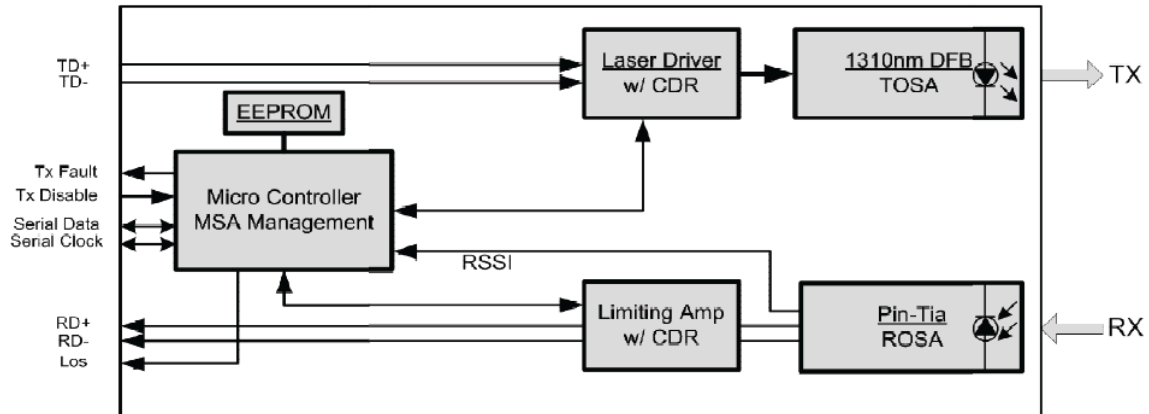 TD+
TD-
Laser Driver
w/ CDR
1310nm DFB
TOSA
TX
EEPROM
Tx Fault
Tx Disable
Serial Data
Serial Clock
Micro Controller
MSA Management
RSSI
RD+
RD-
Los
Limiting Amp
w/ CDR
Pin-Tia
ROSA
RX